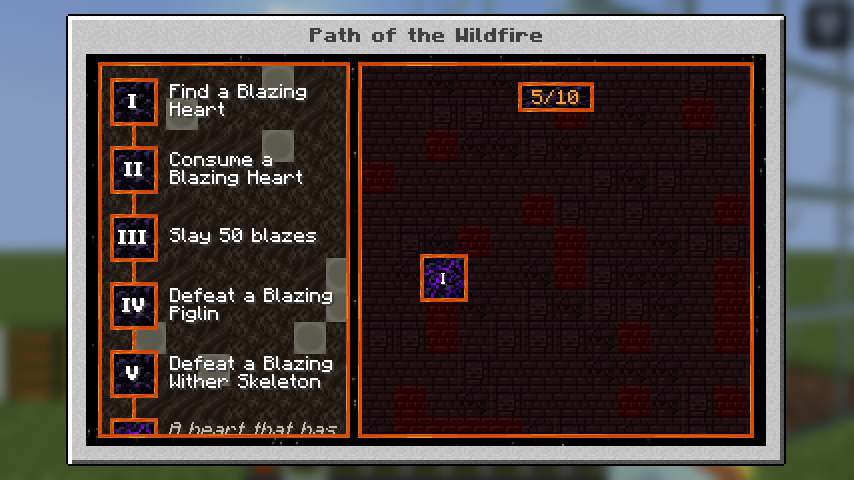 Path of the Wildfire
I
Find a Blazing
Heart
II
Consume a
Blazing Heart
III
Slay 50 blazes
IV
Defeat a Blazing
Piglin
V
Defeat a Blazing
Wither Skeleton
A heart that has
5/10
I